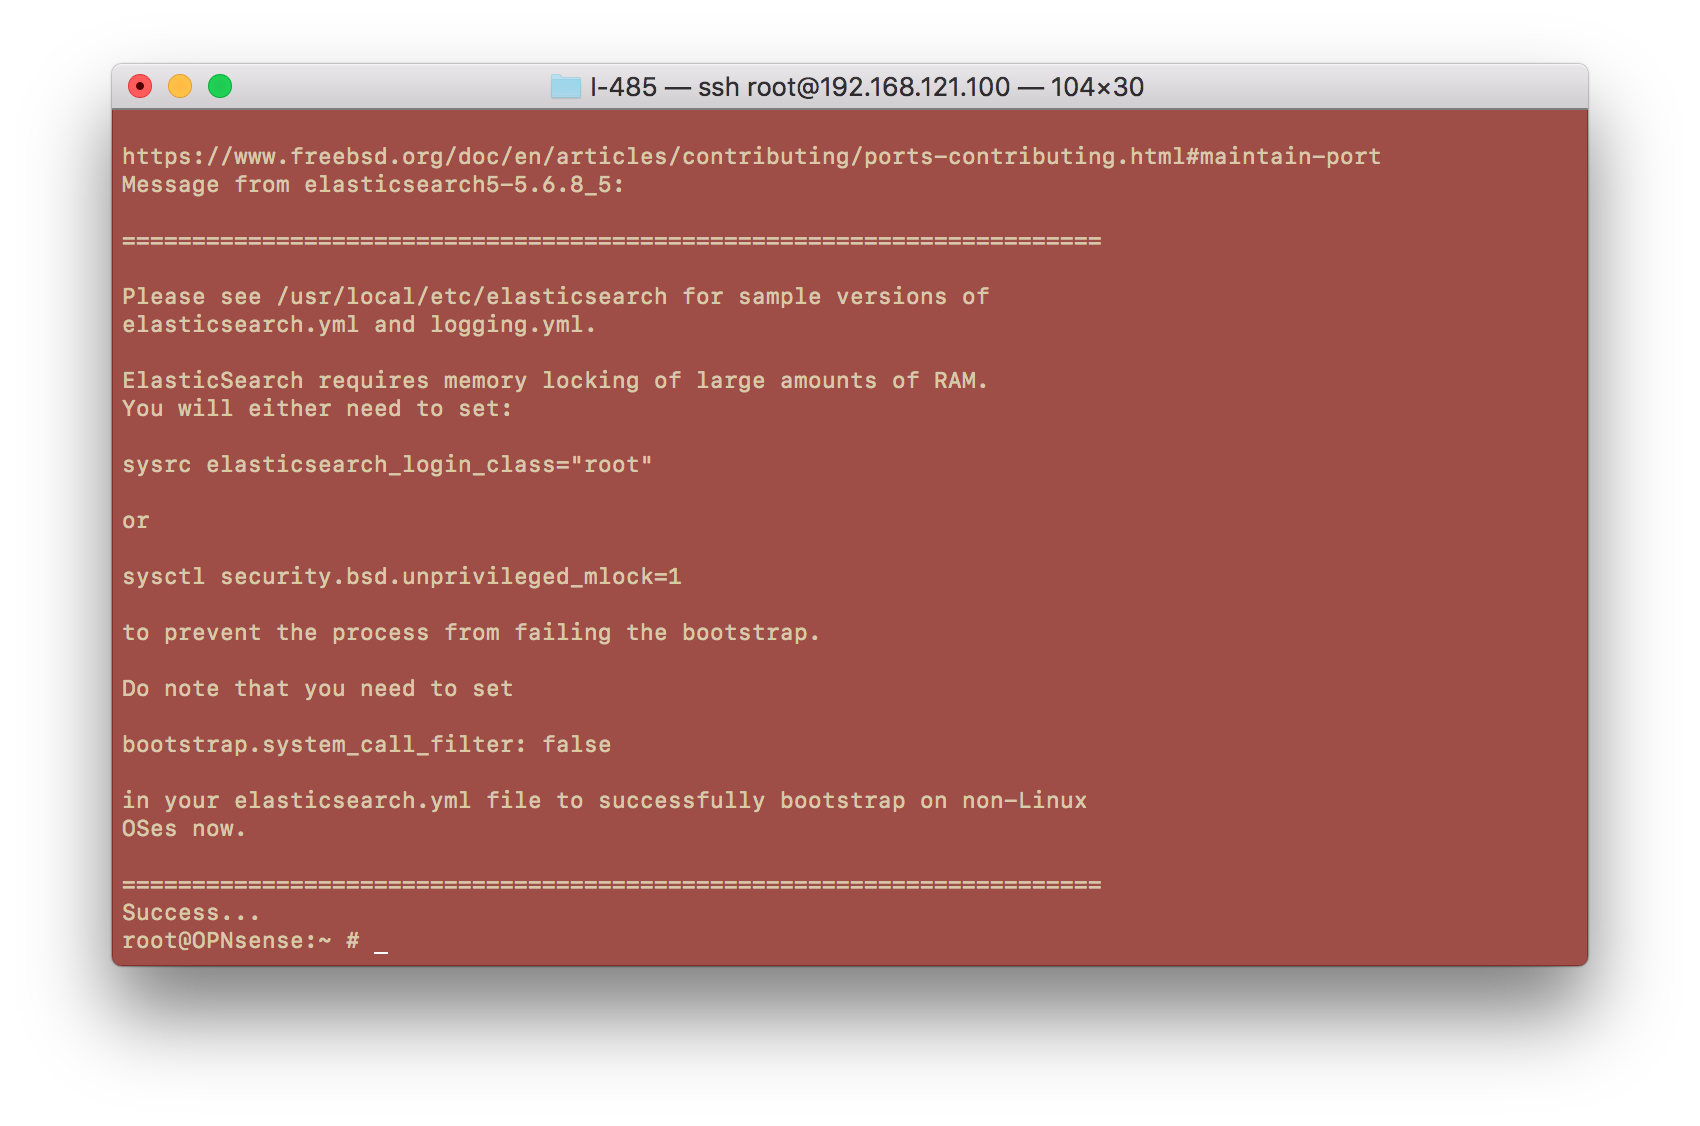 l-485 — ssh root@192.168.121.100 — 104×30
https://www.freebsd.org/doc/en/articles/contributing/ports-contributing.html#maintain-port
Message from elasticsearch5-5.6.8_5:
======================================================================
Please see /usr/local/etc/elasticsearch for sample versions of
elasticsearch.yml and logging.yml.
ElasticSearch requires memory locking of large amounts of RAM.
You will either need to set:
sysrc elasticsearch_login_class="root"
or
sysctl security.bsd.unprivileged_mlock=1
to prevent the process from failing the bootstrap.
Do note that you need to set
bootstrap.system_call_filter: false
in your elasticsearch.yml file to successfully bootstrap on non-Linux
OSes now.
======================================================================
Success...
root@OPNsense:~ # _